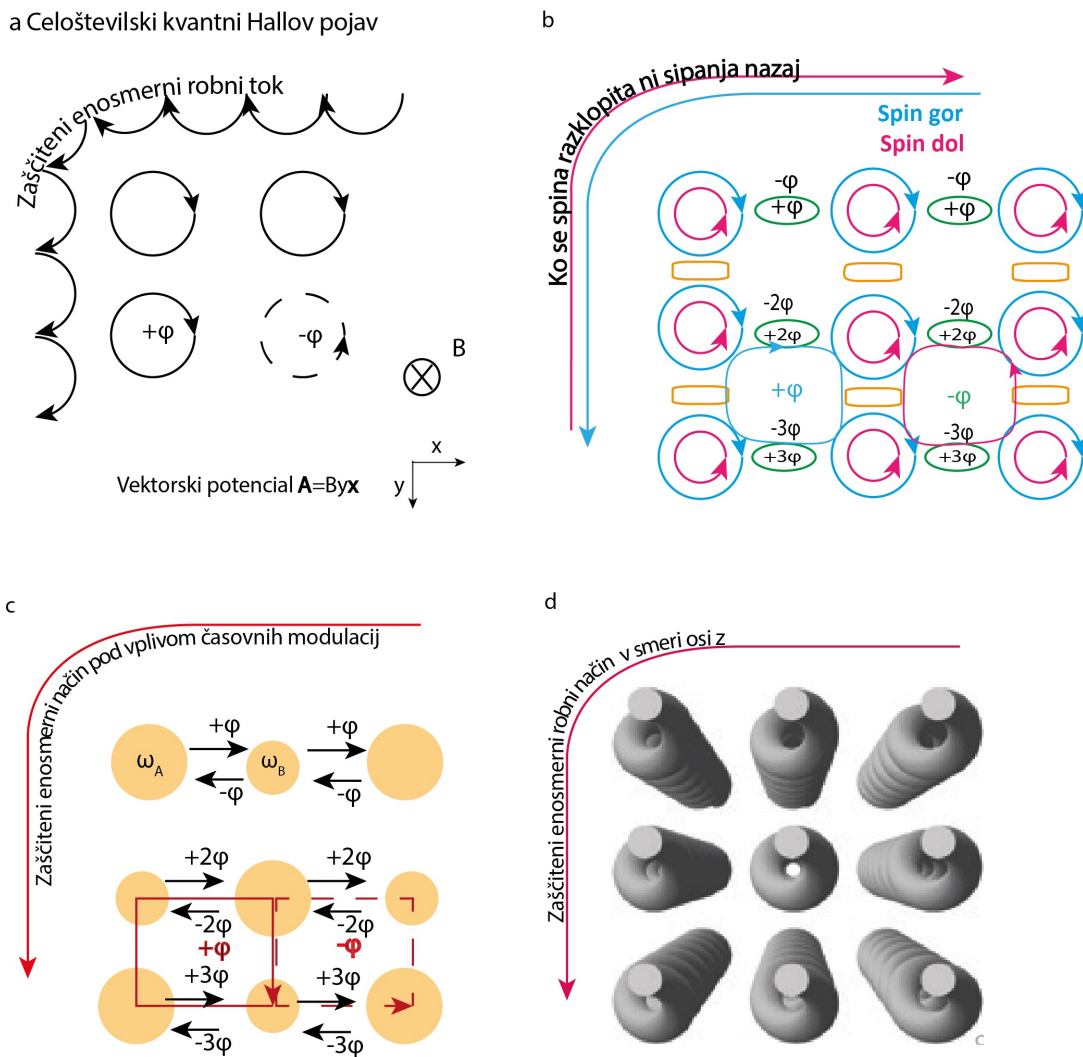 a Celoštevilski kvantni Hallov pojav
Zaščiteni enosmerni robni tok
+φ
-φ
B
x
y
Vektorski potencial A=Byx
b
Ko se spina razklopita ni sipanja nazaj
Spin gor
Spin dol
-φ
+φ
-φ
+φ
-2φ
+2φ
-2φ
+2φ
+φ
-φ
-3φ
+3φ
-3φ
+3φ
c
Zaščiteni enosmerni način pod vplivom časovnih modulacij
+φ
+φ
ωA
ωB
-φ
-φ
+2φ
+2φ
-2φ
-2φ
+φ
-φ
+3φ
+3φ
-3φ
-3φ
d
Zaščiteni enosmerni robni način v smeri osi z
c